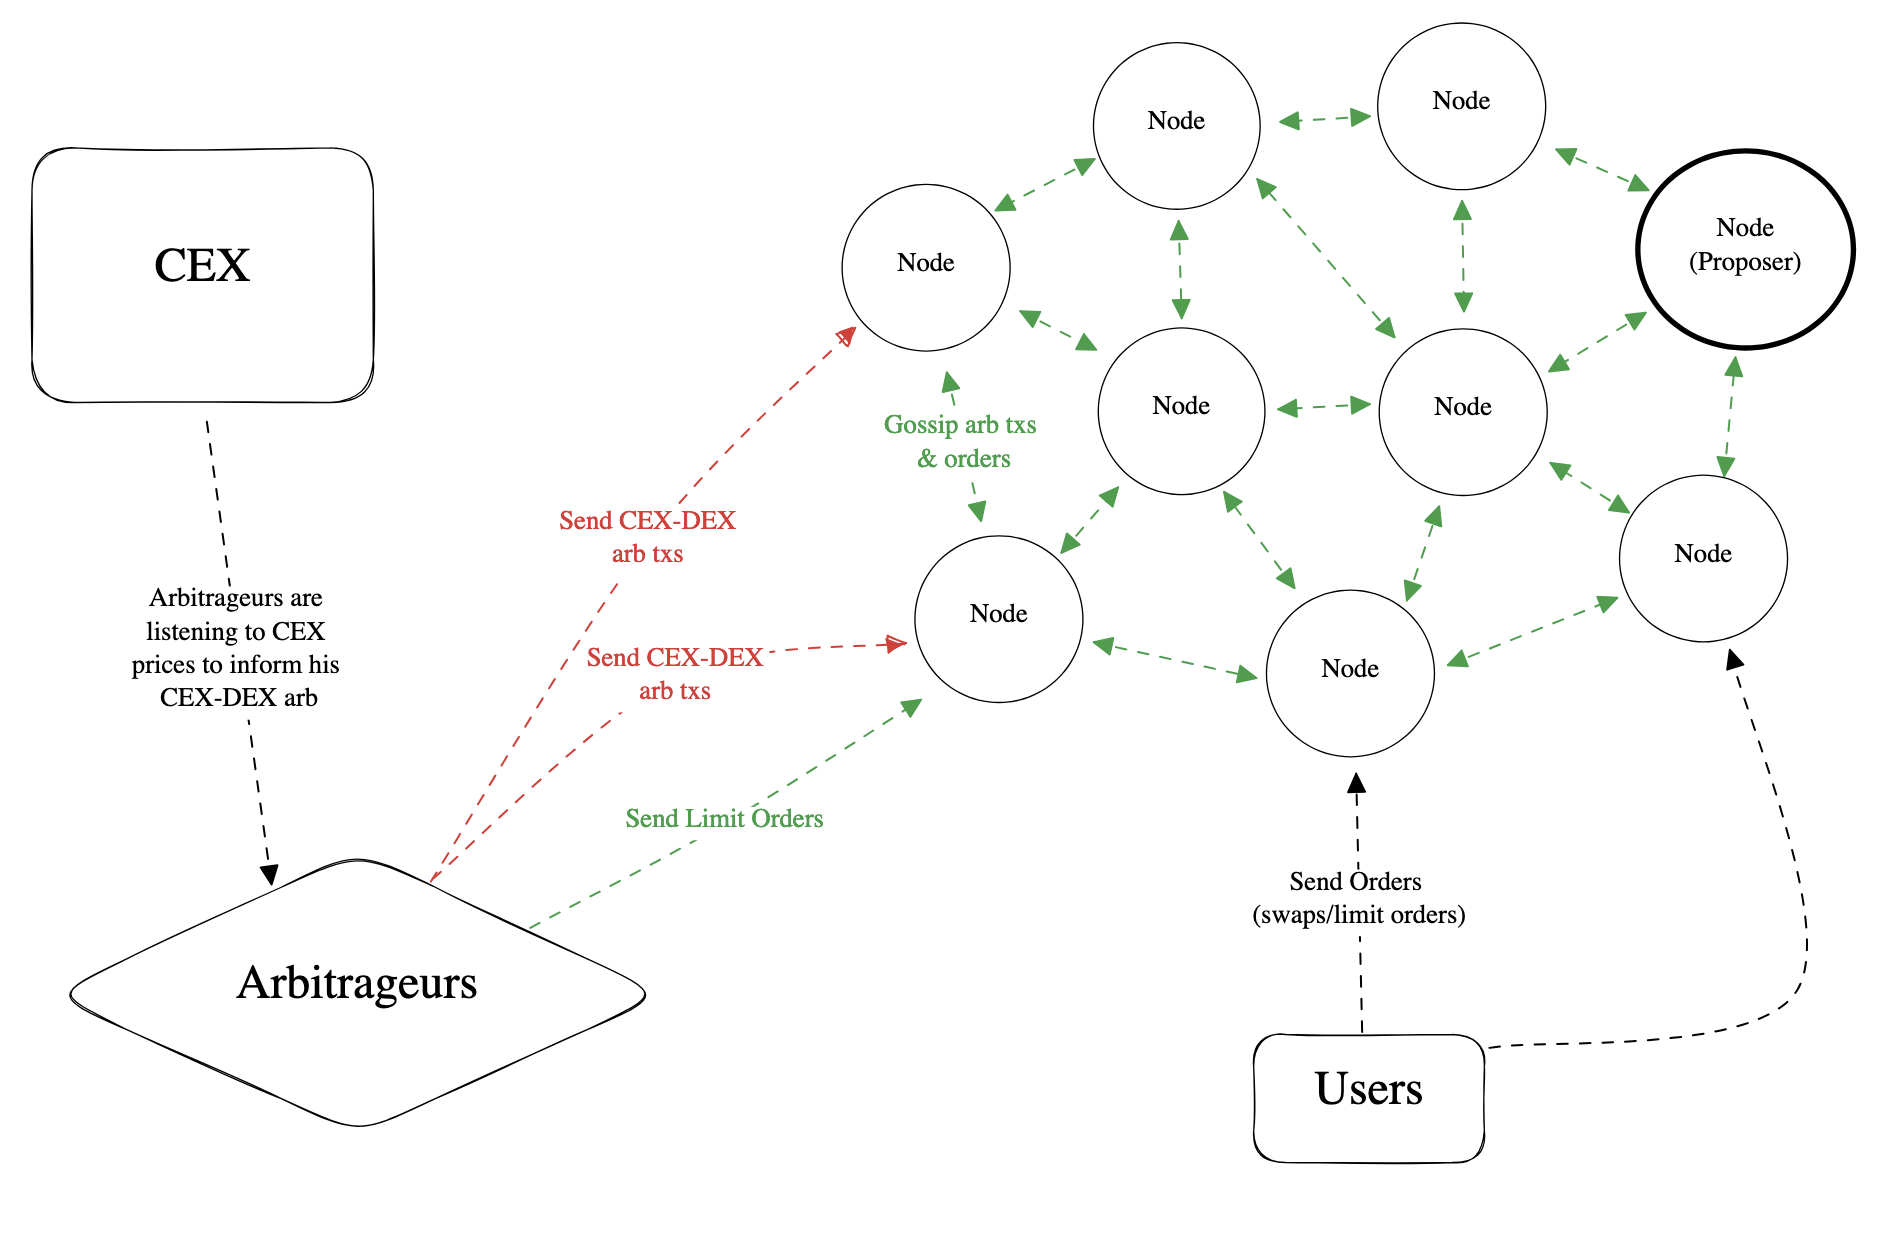 Node
Node
Node
(Proposer)
Node
CEX
Node
Node
Gossip arb txs
& orders
Send CEX-DEX
arb txs
Node
Arbitrageurs are
listening to CEX
prices to inform his
CEX-DEX arb
Node
Send CEX-DEX
arb txs
Node
Send Limit Orders
Send Orders
(swaps/limit orders)
Arbitrageurs
Users